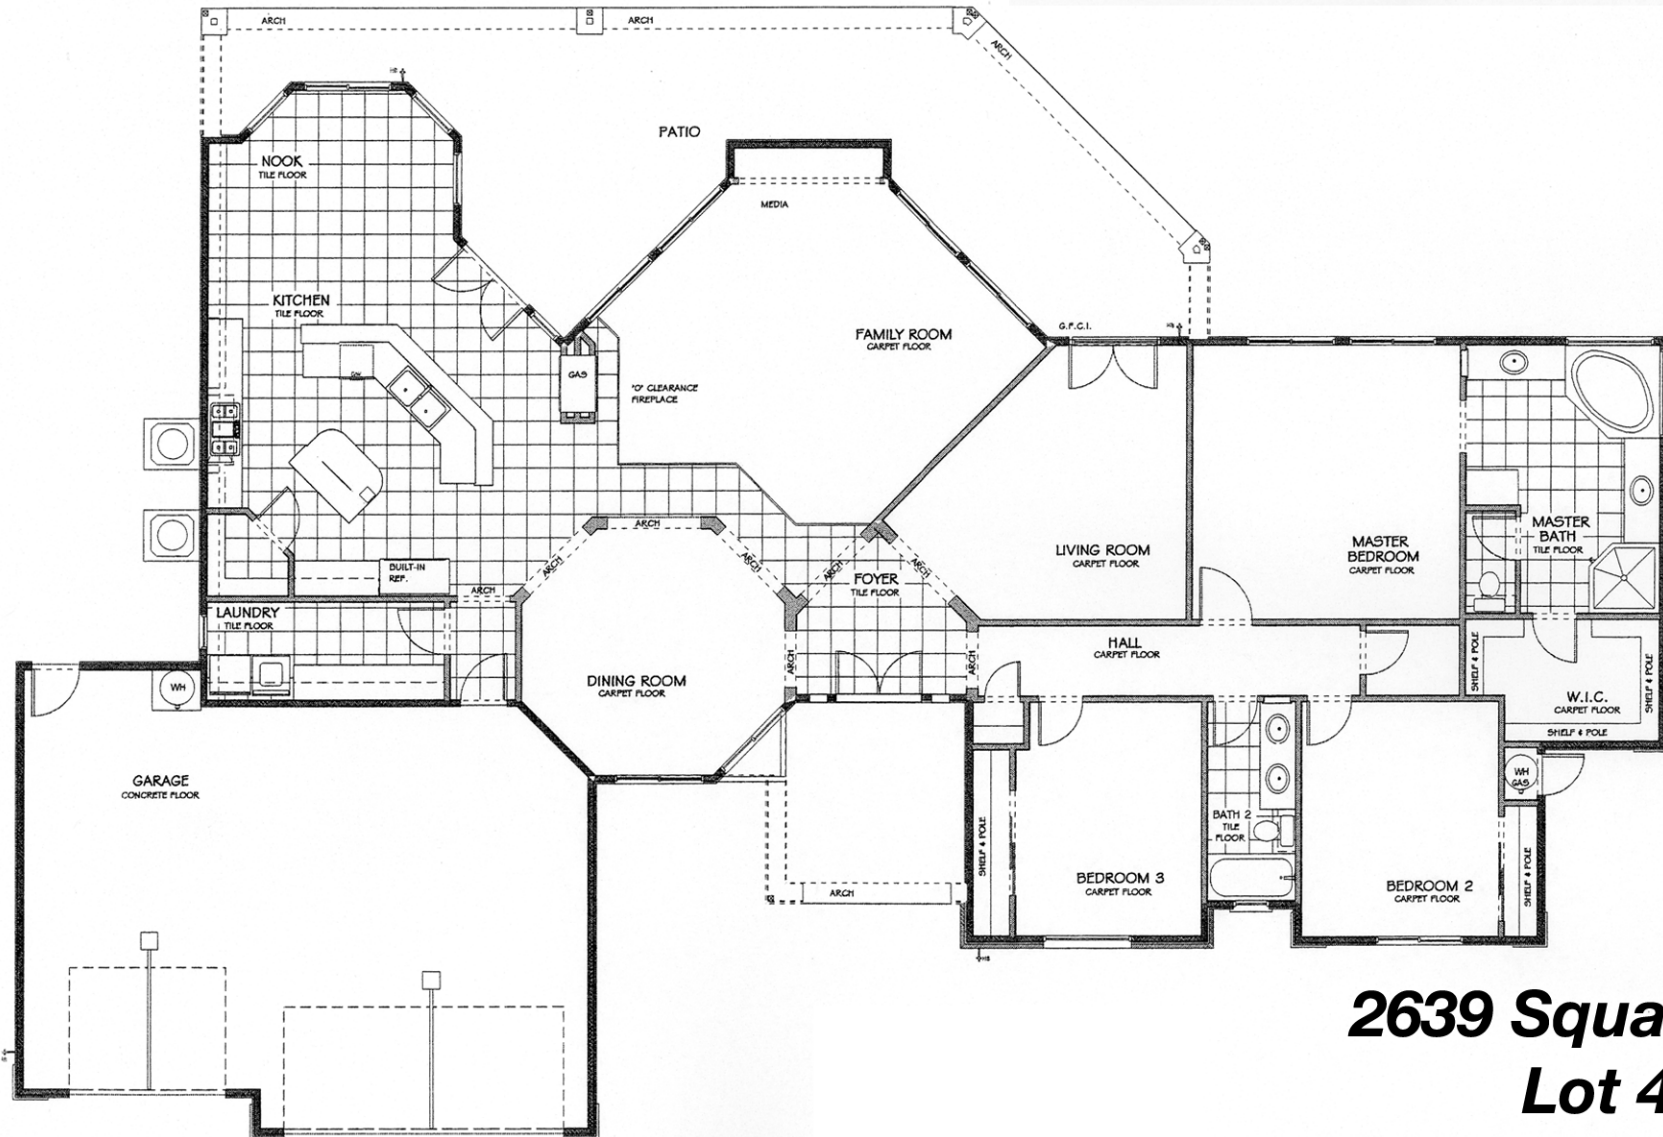 ARCH
ARCH
ARCH
PATIO
NOOK
TILE FLOOR
MEDIA
KITCHEN
TILE FLOOR
G.F.C.I.
FAMILY ROOM
CARPET FLOOR
GAS
"O" CLEARANCE
FIREPLACE
DW
ARCH
BUILT-IN
REF.
ARCH
ARCH
ARCH
ARCH
ARCH
FOYER
TILE FLOOR
LIVING ROOM
CARPET FLOOR
MASTER
BEDROOM
CARPET FLOOR
MASTER
BATH
TILE FLOOR
LAUNDRY
TILE FLOOR
WH
DINING ROOM
CARPET FLOOR
ARCH
ARCH
HALL
CARPET FLOOR
SHELF & POLE
W.I.C.
CARPET FLOOR
SHELF & POLE
SHELF & POLE
GARAGE
CONCRETE FLOOR
WH
GAS
BATH 2
TILE
FLOOR
SHELF & POLE
BEDROOM 3
CARPET FLOOR
BEDROOM 2
CARPET FLOOR
SHELF & POLE
ARCH
2639 Squa
Lot 4